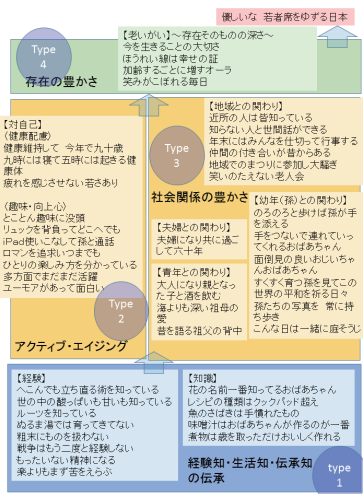 優しいな 若者席をゆずる日本
Type
4
【老いがい】～存在そのものの深さ～
今を生きることの大切さ
ほうれい線は幸せの証
加齢するごとに増すオーラ
笑みがこぼれる毎日
存在の豊かさ
【対自己】
〈健康配慮〉
健康維持して 今年で九十歳
九時には寝て五時には起きる健
康体
疲れを感じさせない若さあり
〈趣味・向上心〉
とことん趣味に没頭
リュックを背負ってどこへでも
iPad使いこなして孫と通話
ロマンを追求いつまでも
ひとりの楽しみ方を分かっている
多方面でまだまだ活躍
ユーモアがあって面白い
Type
2
アクティブ・エイジング
Type
3
【地域との関わり】
近所の人は皆知っている
知らない人と世間話ができる
年末にはみんなを仕切って行事する
仲間の付き合いが昔からある
地域でのまつりに参加し大騒ぎ
笑いのたえない老人会
社会関係の豊かさ
【夫婦との関わり】
夫婦になり共に過ご
して六十年
【青年との関わり】
大人になり親となっ
た子と酒を飲む
海よりも深い祖母の
愛
昔を語る祖父の背中
【幼年(孫)との関わり】
のろのろと歩けば孫が手
を添える
手をつないで連れていっ
てくれるおばあちゃん
面倒見の良いおじいちゃ
んおばあちゃん
すくすく育つ孫を見てこの
世界の平和を祈る日々
孫たちの写真を 常に持
ち歩き
こんな日は一緒に庭そうじ
【経験】
へこんでも立ち直る術を知っている
世の中の酸っぱいも甘いも知っている
ルーツを知っている
ぬるま湯では育ってきてない
粗末にものを扱わない
戦争はもう二度と経験しない
もったいない精神になる
楽よりもまず苦をえらぶ
【知識】
花の名前一番知ってるおばあちゃん
レシピの種類はクックパッド超え
魚のさばきは手慣れたもの
味噌汁はおばあちゃんが作るのが一番
煮物は歳を取っただけおいしく作れる
経験知・生活知・伝承知
の伝承
type
1